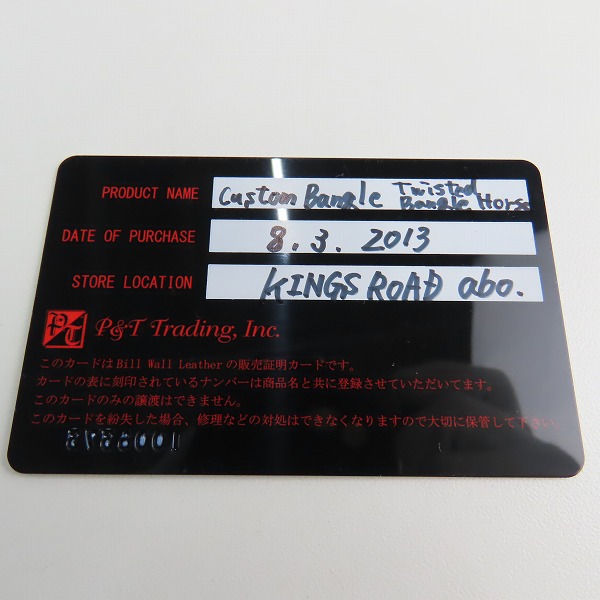 PRODUCT NAME Custom Bangle Twisted Bangle Horse
DATE OF PURCHASE 8.3.2013
STORE LOCATION KINGS ROAD abo.
PT P&T Trading, Inc.
このカードはBill Wall Leatherの販売証明カードです。
カードの表に刻印されているナンバーは商品名と共に登録させていただいてます。
このカードのみの譲渡はできません。
このカードを紛失した場合、修理などの対処はできなくなりますので大切に保管して下さい。